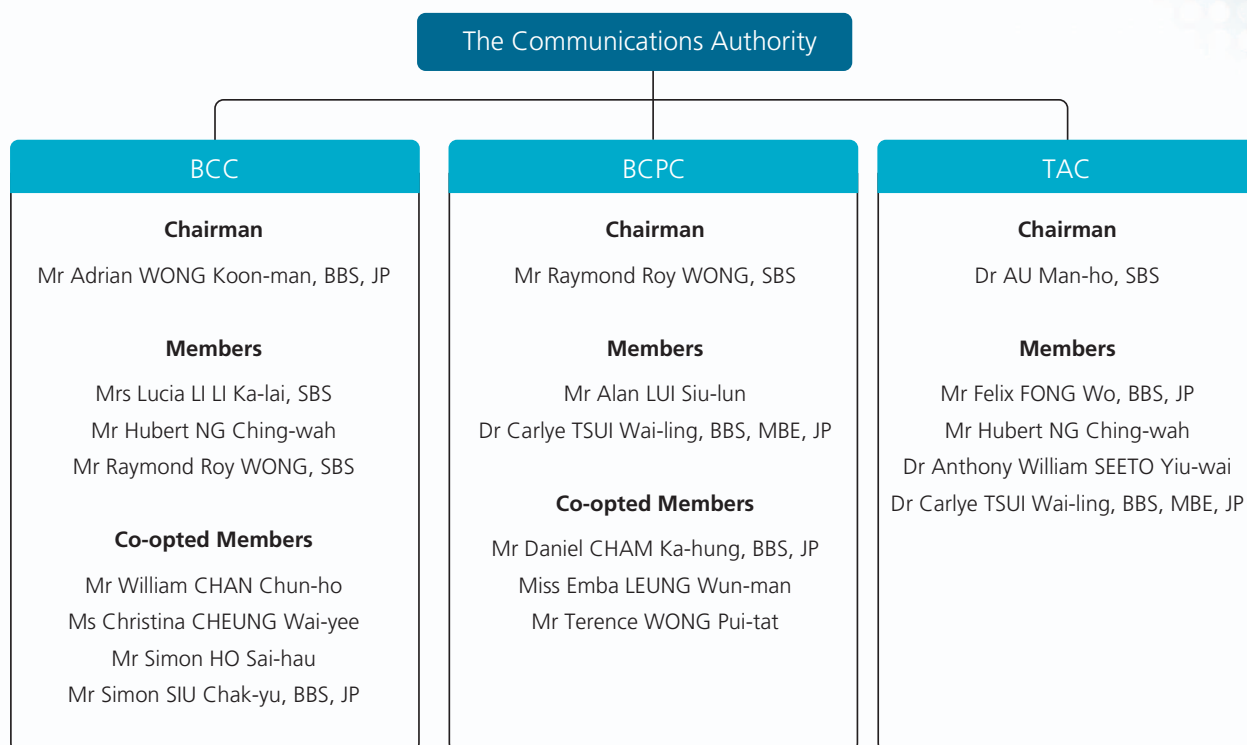 The Communications Authority
BCC
Chairman
Mr Adrian WONG Koon-man, BBS, JP
Members
Mrs Lucia LI LI Ka-lai, SBS
Mr Hubert NG Ching-wah
Mr Raymond Roy WONG, SBS
Co-opted Members
Mr William CHAN Chun-ho
Ms Christina CHEUNG Wai-yee
Mr Simon HO Sai-hau
Mr Simon SIU Chak-yu, BBS, JP
BCPC
Chairman
Mr Raymond Roy WONG, SBS
Members
Mr Alan LUI Siu-lun
Dr Carlye TSUI Wai-ling, BBS, MBE, JP
Co-opted Members
Mr Daniel CHAM Ka-hung, BBS, JP
Miss Emba LEUNG Wun-man
Mr Terence WONG Pui-tat
TAC
Chairman
Dr AU Man-ho, SBS
Members
Mr Felix FONG Wo, BBS, JP
Mr Hubert NG Ching-wah
Dr Anthony William SEETO Yiu-wai
Dr Carlye TSUI Wai-ling, BBS, MBE, JP